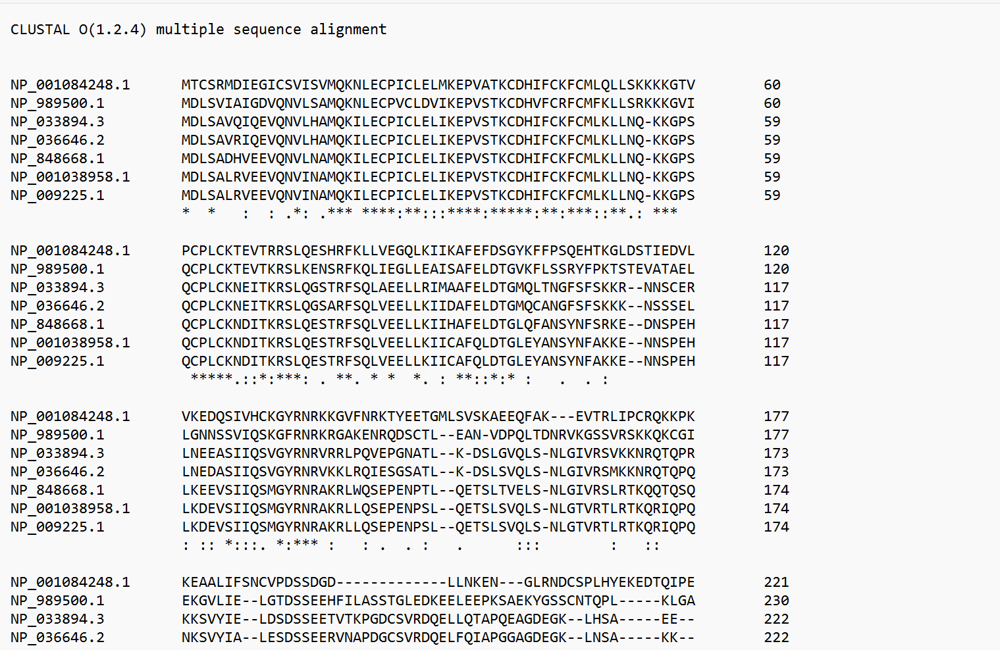 CLUSTAL O(1.2.4) multiple sequence alignment
NP_001084248.1      MTCSRMDIEGICSVISVMQKNLECPICLELMKEPVATKCDHIFCKFCMLQLLSKKKKGTV        60
NP_989500.1         MDLSVIAIGDVQNVLSAMQKNLECPVCLDVIKEPVSTKCDHVFCRFCMFKLLSRKKKGVI        60
NP_033894.3         MDLSAVQIQEVQNVLHAMQKILECPICLELIKEPVSTKCDHIFCKFCMLKLLNQ-KKGPS        59
NP_036646.2         MDLSAVRIQEVQNVLHAMQKILECPICLELIKEPVSTKCDHIFCKFCMLKLLNQ-KKGPS        59
NP_848668.1         MDLSADHVEEVQNVLNAMQKILECPICLELIKEPVSTKCDHIFCKFCMLKLLNQ-KKGPS        59
NP_001038958.1      MDLSALRVEEVQNVINAMQKILECPICLELIKEPVSTKCDHIFCKFCMLKLLNQ-KKGPS        59
NP_009225.1         MDLSALRVEEVQNVINAMQKILECPICLELIKEPVSTKCDHIFCKFCMLKLLNQ-KKGPS        59
                    *  *   :  : .*: .*** ****:**:::****:*****:**:***::**.: ***
NP_001084248.1      PCPLCKTEVTRRSLQESHRFKLLVEGQLKIIKAFEFDSGYKFFPSQEHTKGLDSTIEDVL        120
NP_989500.1         QCPLCKTEVTKRSLKENSRFKQLIEGLLEAISAFELDTGVKFLSSRYFPKTSTEVATAEL        120
NP_033894.3         QCPLCKNEITKRSLQGSTRFSQLAEELLRIMAAFELDTGMQLTNGFSFSKKR--NNSCER        117
NP_036646.2         QCPLCKNEITKRSLQGSARFSQLVEELLKIIDAFELDTGMQCANGFSFSKKK--NSSSEL        117
NP_848668.1         QCPLCKNDITKRSLQESTRFSQLVEELLKIIHAFELDTGLQFANSYNFSRKE--DNSPEH        117
NP_001038958.1      QCPLCKNDITKRSLQESTRFSQLVEELLKIICAFQLDTGLEYANSYNFAKKE--NNSPEH        117
NP_009225.1         QCPLCKNDITKRSLQESTRFSQLVEELLKIICAFQLDTGLEYANSYNFAKKE--NNSPEH        117
                     *****.::*:***: . **. * *  *. : **::*:* :   .  . :
NP_001084248.1      VKEDQSIVHCKGYRNRKKGVFNRKTYEETGMLSVSKAEEQFAK---EVTRLIPCRQKKPK        177
NP_989500.1         LGNNSSVIQSKGFRNRKRGAKENRQDSCTL--EAN-VDPQLTDNRVKGSSVRSKKQKCGI        177
NP_033894.3         LNEEASIIQSVGYRNRVRRLPQVEPGNATL--K-DSLGVQLS-NLGIVRSVKKNRQTQPR        173
NP_036646.2         LNEDASIIQSVGYRNRVKKLRQIESGSATL--K-DSLSVQLS-NLGIVRSMKKNRQTQPQ        173
NP_848668.1         LKEEVSIIQSMGYRNRAKRLWQSEPENPTL--QETSLTVELS-NLGIVRSLRTKQQTQSQ        174
NP_001038958.1      LKDEVSIIQSMGYRNRAKRLLQSEPENPSL--QETSLSVQLS-NLGTVRTLRTKQRIQPQ        174
NP_009225.1         LKDEVSIIQSMGYRNRAKRLLQSEPENPSL--QETSLSVQLS-NLGTVRTLRTKQRIQPQ        174
                    : :: *:::. *:*** :   : .  . :   .      :::        :   ::
NP_001084248.1      KEAALIFSNCVPDSSDGD-------------LLNKEN---GLRNDCSPLHYEKEDTQIPE        221
NP_989500.1         EKGVLIE--LGTDSSEEHFILASSTGLEDKEELEEPKSAEKYGSSCNTQPL-----KLGA        230
NP_033894.3         KKSVYIE--LDSDSSEETVTKPGDCSVRDQELLQTAPQEAGDEGK--LHSA-----EE--        222
NP_036646.2         NKSVYIA--LESDSSEERVNAPDGCSVRDQELFQIAPGGAGDEGK--LNSA-----KK--        222